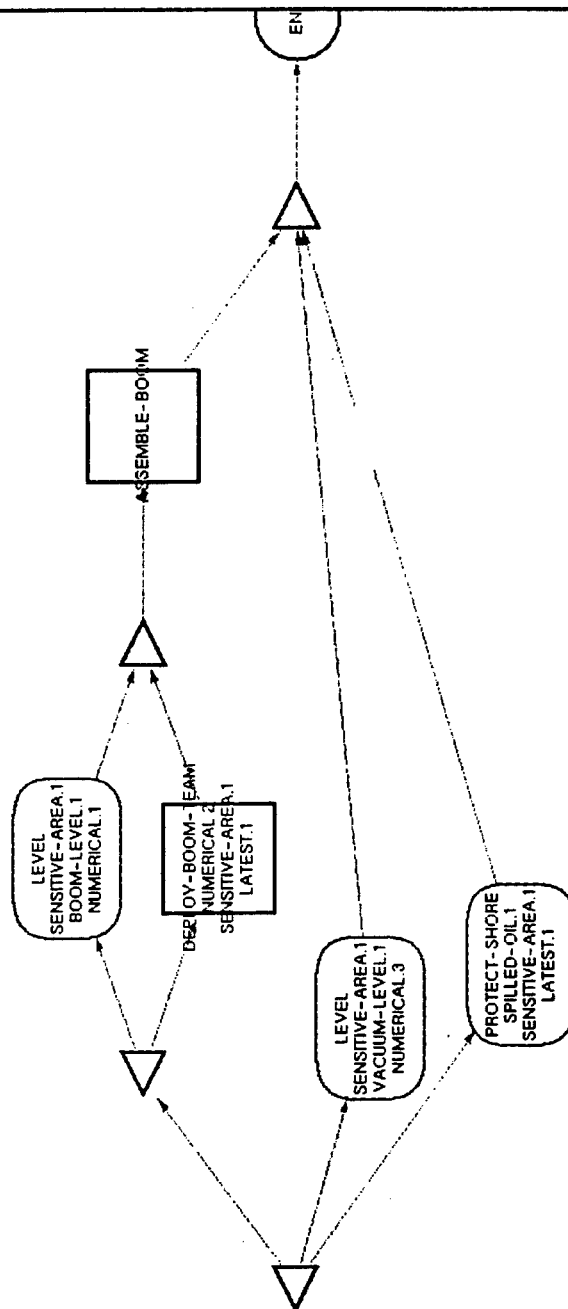 EN
ASSEMBLE-BOOM
LEVEL
SENSITIVE-AREA.1
BOOM-LEVEL.1
NUMERICAL.1
DEPLOY-BOOM-TEAM
NUMERICAL.2
SENSITIVE-AREA.1
LATEST.1
LEVEL
SENSITIVE-AREA.1
VACUUM-LEVEL.1
NUMERICAL.3
PROTECT-SHORE
SPILLED-OIL.1
SENSITIVE-AREA.1
LATEST.1